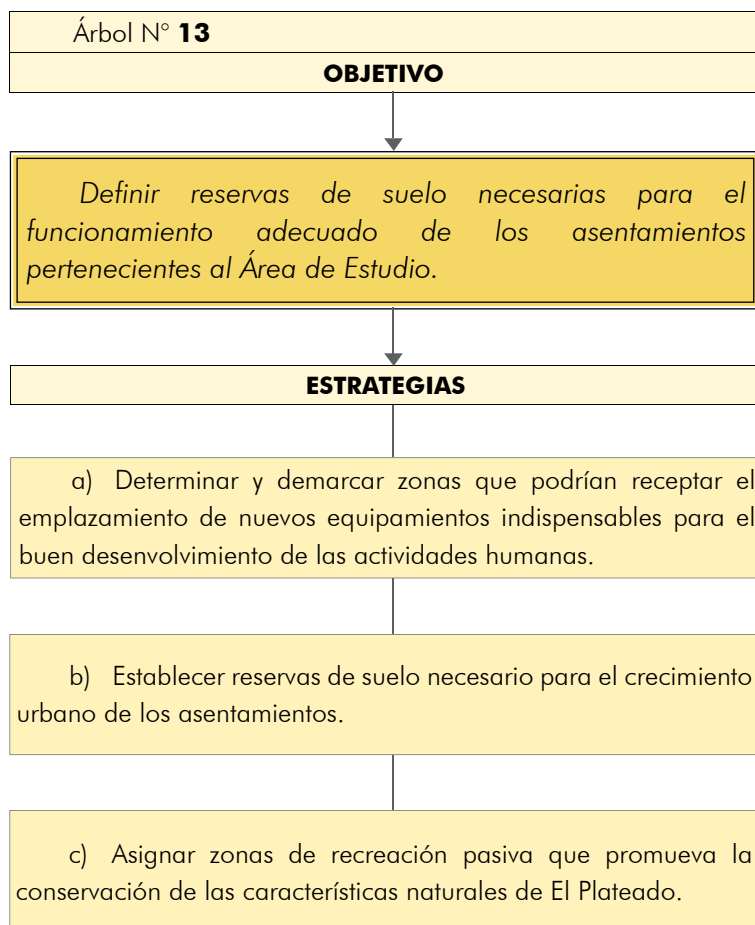 Árbol N° 13
OBJETIVO
Definir reservas de suelo necesarias para el
funcionamiento adecuado de los asentamientos
pertenecientes al Área de Estudio.
ESTRATEGIAS
a) Determinar y demarcar zonas que podrían receptar el
emplazamiento de nuevos equipamientos indispensables para el
buen desenvolvimiento de las actividades humanas.
b) Establecer reservas de suelo necesario para el crecimiento
urbano de los asentamientos.
c) Asignar zonas de recreación pasiva que promueva la
conservación de las características naturales de El Plateado.